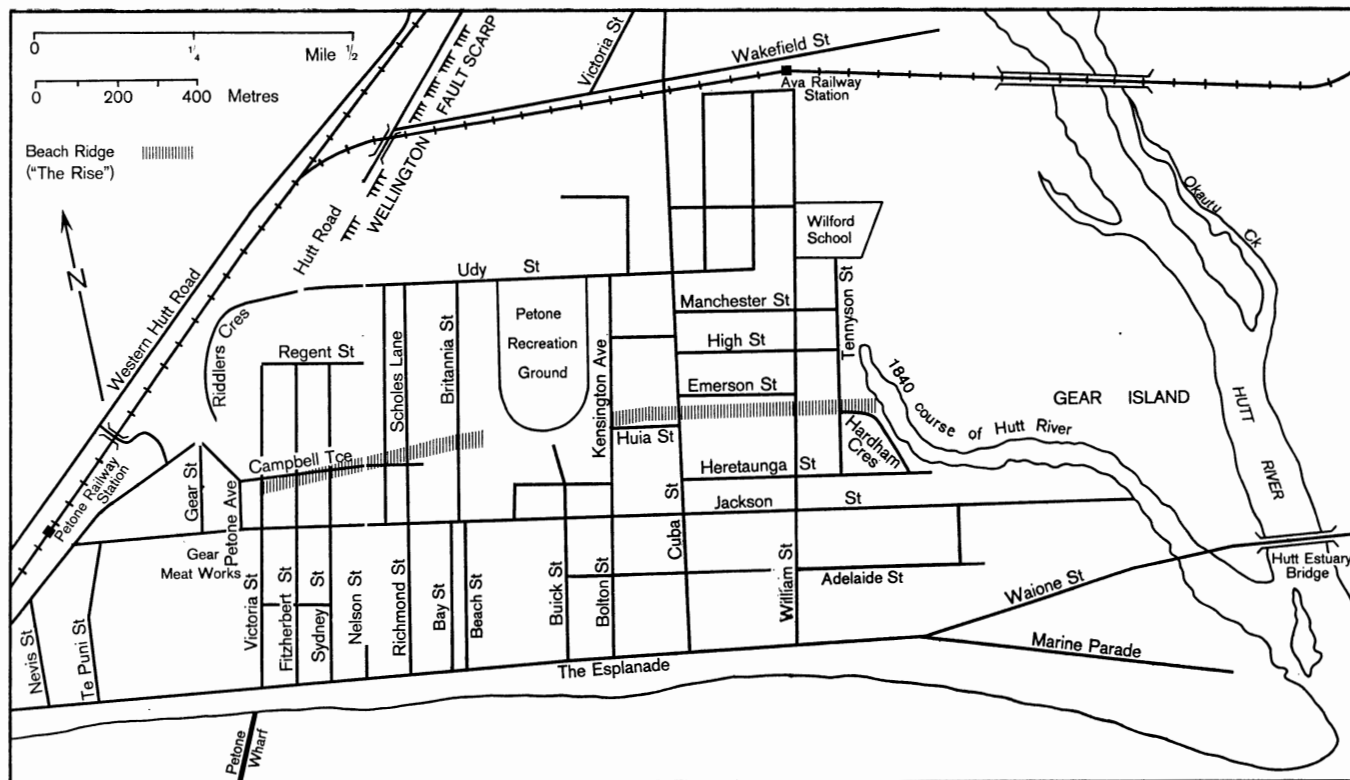 0 ¼ Mile ½
0 200 400 Metres
Beach Ridge
("The Rise")
N
Western Hutt Road
Hutt Road
WELLINGTON FAULT SCARP
Victoria St
Wakefield St
Ava Railway
Station
Okautu Ck
Wilford
School
Udy St
Riddlers Cres
Regent St
Scholes Lane
Britannia St
Petone
Recreation
Ground
Kensington Ave
Manchester St
High St
Emerson St
Tennyson St
1840 course of Hutt River
GEAR ISLAND
HUTT
RIVER
Huia St
Hardham
Cres
Campbell Tce
Heretaunga St
Jackson St
Petone Railway
Station
Gear St
Petone Ave
Gear
Meat Works
Cuba St
Nevis St
Te Puni St
Victoria St
Fitzherbert St
Sydney St
Nelson St
Richmond St
Bay St
Beach St
Buick St
Bolton St
William St
Adelaide St
Waione St
Hutt Estuary
Bridge
Marine Parade
The Esplanade
Petone
Wharf